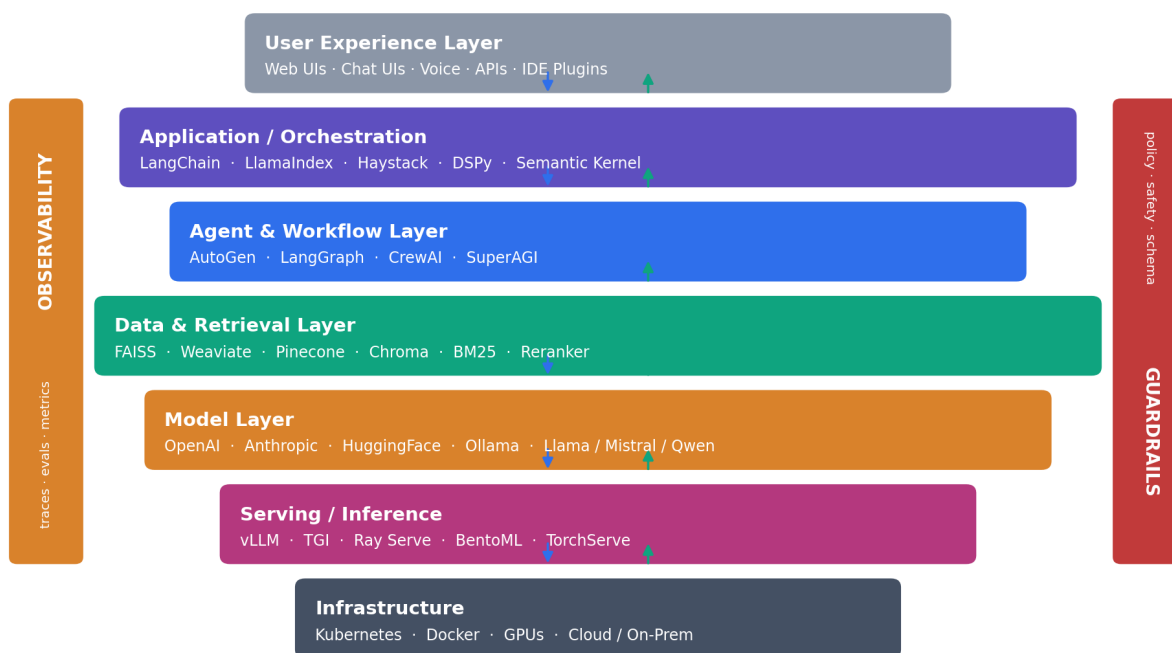 User Experience Layer
Web UIs · Chat UIs · Voice · APIs · IDE Plugins
Application / Orchestration
LangChain · LlamaIndex · Haystack · DSPy · Semantic Kernel
Agent & Workflow Layer
AutoGen · LangGraph · CrewAI · SuperAGI
Data & Retrieval Layer
FAISS · Weaviate · Pinecone · Chroma · BM25 · Reranker
Model Layer
OpenAI · Anthropic · HuggingFace · Ollama · Llama / Mistral / Qwen
Serving / Inference
vLLM · TGI · Ray Serve · BentoML · TorchServe
Infrastructure
Kubernetes · Docker · GPUs · Cloud / On-Prem
OBSERVABILITY
traces · evals · metrics
policy · safety · schema
GUARDRAILS